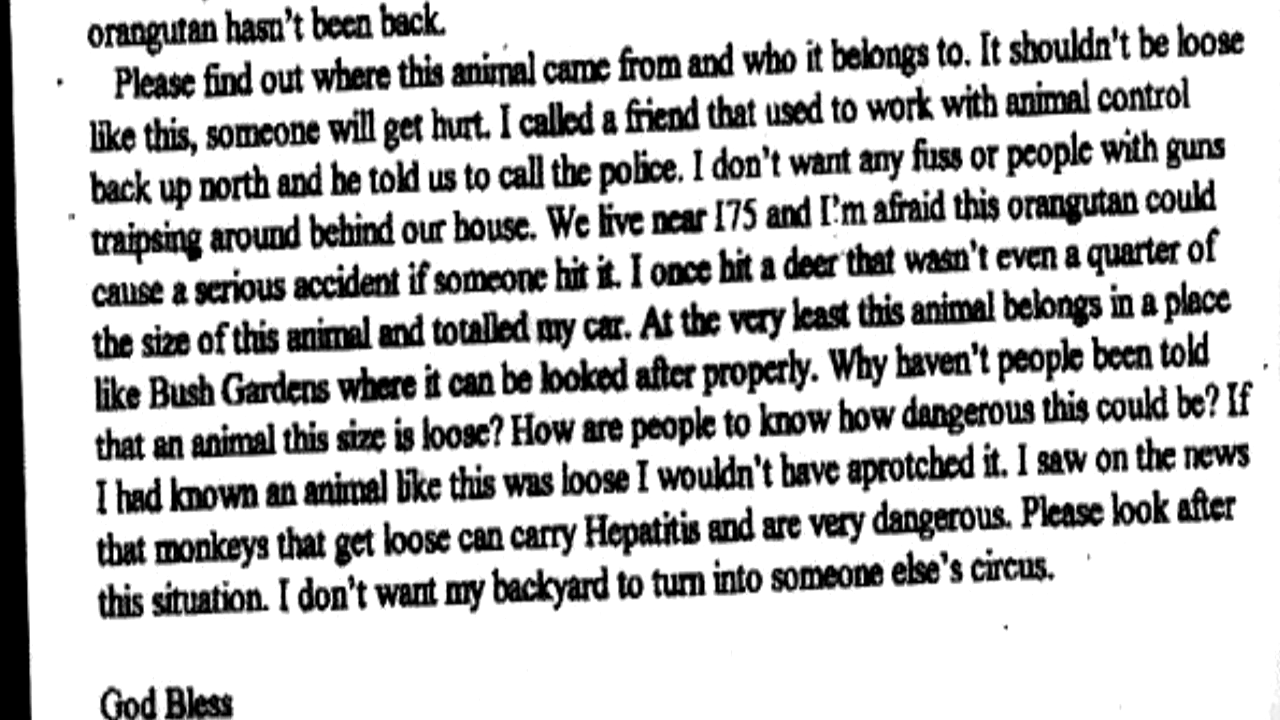 orangutan hasn't been back.
Please find out where this animal came from and who it belongs to. It shouldn't be loose
like this, someone will get hurt. I called a friend that used to work with animal control
back up north and he told us to call the police. I don't want any fuss or people with guns
traipsing around behind our house. We live near I75 and I'm afraid this orangutan could
cause a serious accident if someone hit it. I once hit a deer that wasn't even a quarter of
the size of this animal and totalled my car. At the very least this animal belongs in a place
like Bush Gardens where it can be looked after properly. Why haven't people been told
that an animal this size is loose? How are people to know how dangerous this could be? If
I had known an animal like this was loose I wouldn't have aprotched it. I saw on the news
that monkeys that get loose can carry Hepatitis and are very dangerous. Please look after
this situation. I don't want my backyard to turn into someone else's circus.
God Bless